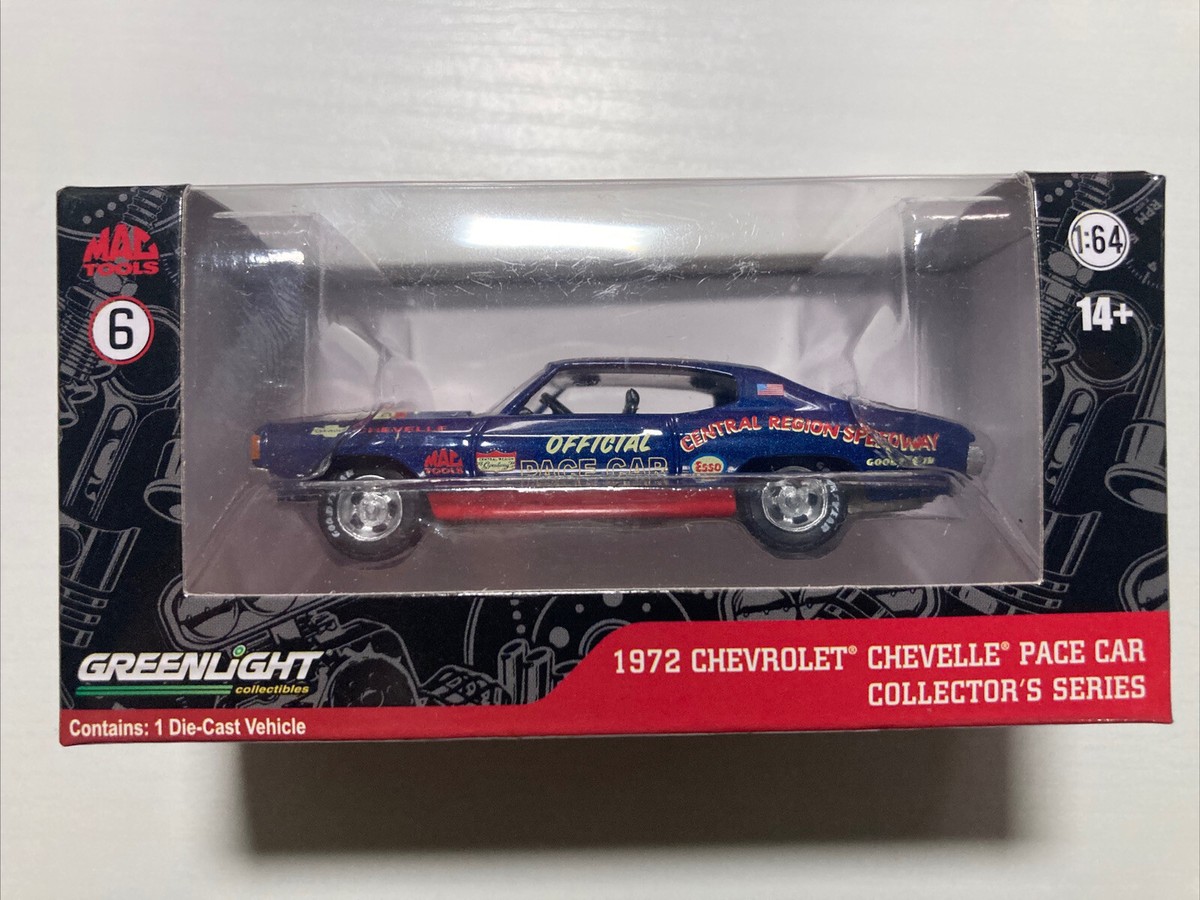 MAC
TOOLS
6
1:64
14+
RPM
CHEVELLE
MAC
TOOLS
OFFICIAL
PACE CAR
CENTRAL REGION SPEEDWAY
Esso
GREENLIGHT
collectibles
1972 CHEVROLET® CHEVELLE® PACE CAR
COLLECTOR'S SERIES
Contains: 1 Die-Cast Vehicle